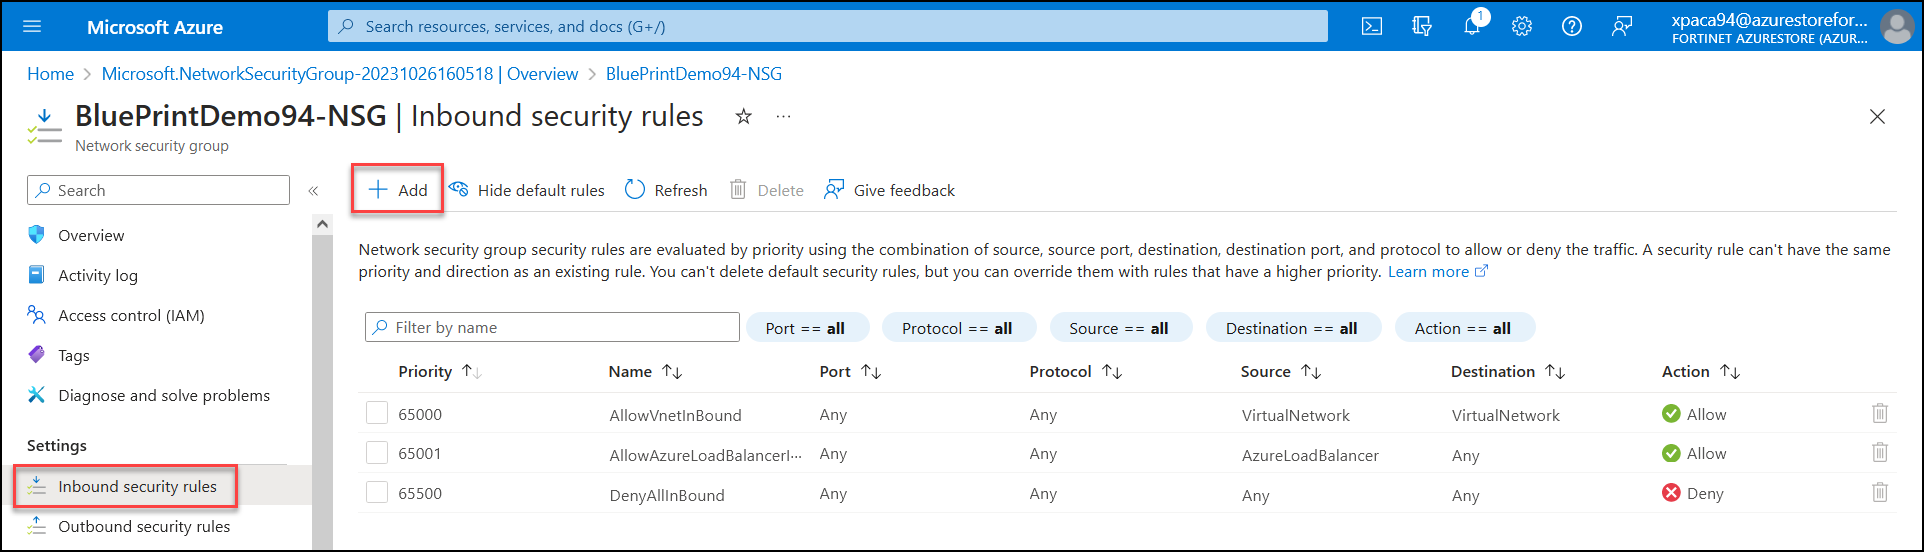 Microsoft Azure
Search resources, services, and docs (G+/)
1
xpaca94@azurestorefor...
FORTINET AZURESTORE (AZUR...
Home > Microsoft.NetworkSecurityGroup-20231026160518 | Overview > BluePrintDemo94-NSG
BluePrintDemo94-NSG | Inbound security rules ☆ ...
Network security group
Search «
+ Add Hide default rules Refresh Delete Give feedback
Overview
Activity log
Access control (IAM)
Tags
Diagnose and solve problems
Settings
Inbound security rules
Outbound security rules
Network security group security rules are evaluated by priority using the combination of source, source port, destination, destination port, and protocol to allow or deny the traffic. A security rule can't have the same
priority and direction as an existing rule. You can't delete default security rules, but you can override them with rules that have a higher priority. Learn more
Filter by name Port == all Protocol == all Source == all Destination == all Action == all
Priority ↑↓ Name ↑↓ Port ↑↓ Protocol ↑↓ Source ↑↓ Destination ↑↓ Action ↑↓
65000 AllowVnetInBound Any Any VirtualNetwork VirtualNetwork Allow
65001 AllowAzureLoadBalancerI··· Any Any AzureLoadBalancer Any Allow
65500 DenyAllInBound Any Any Any Any Deny